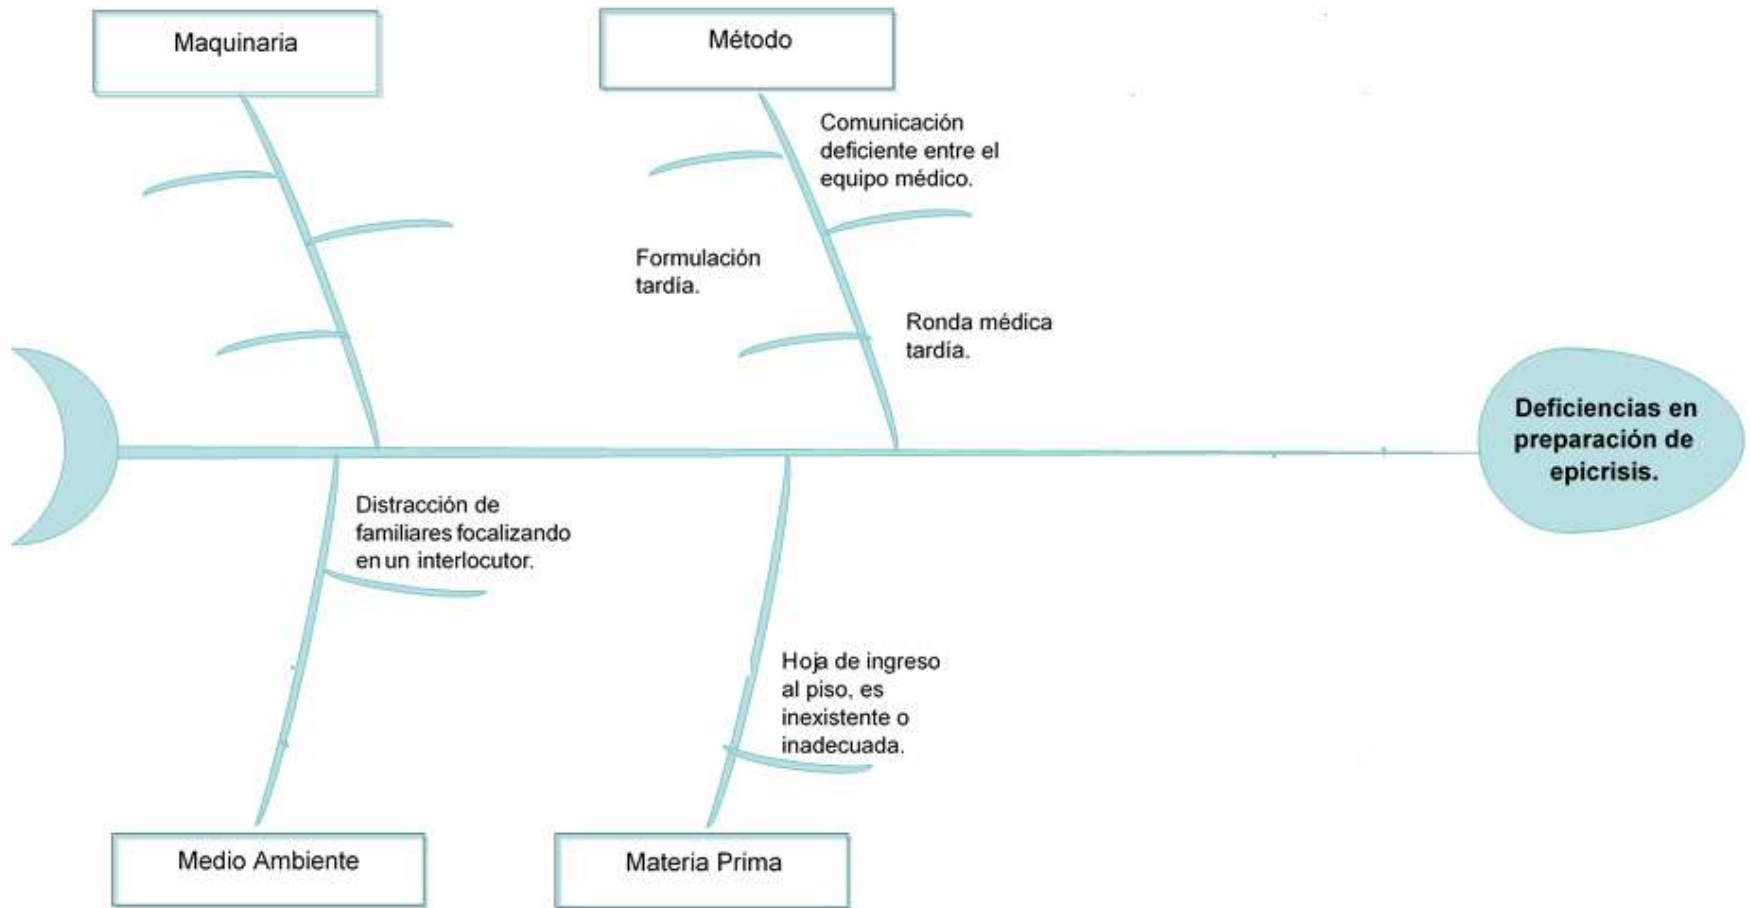 Maquinaria
Método
Comunicación
deficiente entre el
equipo médico.
Formulación
tardía.
Ronda médica
tardía.
Deficiencias en
preparación de
epicrisis.
Distracción de
familiares focalizando
en un interlocutor.
Hoja de ingreso
al piso, es
inexistente o
inadecuada.
Medio Ambiente
Materia Prima